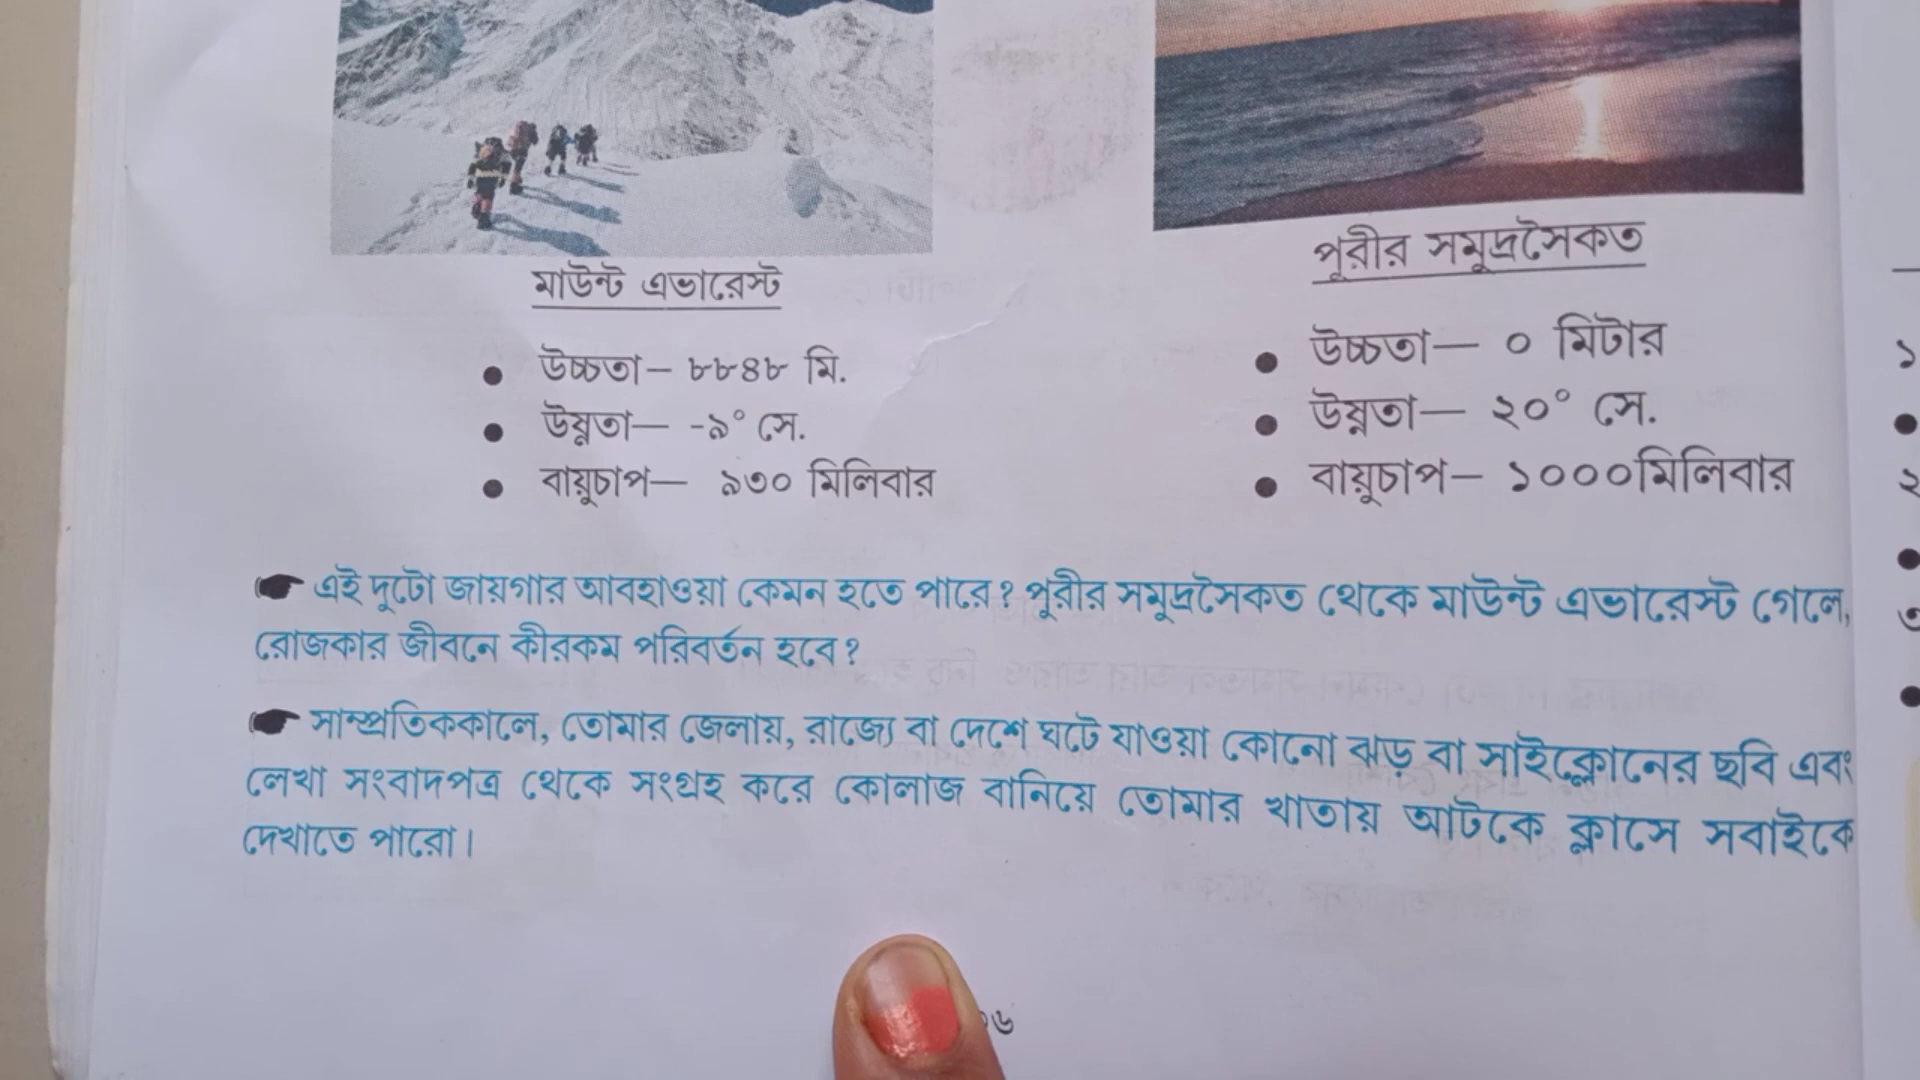 মাউন্ট এভারেস্ট
উচ্চতা— ৮৮৪৮ মি.
উষ্ণতা— -৯° সে.
বায়ুচাপ— ৯৩০ মিলিবার
পুরীর সমুদ্রসৈকত
উচ্চতা— ০ মিটার
উষ্ণতা— ২০° সে.
বায়ুচাপ— ১০০০মিলিবার
এই দুটো জায়গার আবহাওয়া কেমন হতে পারে? পুরীর সমুদ্রসৈকত থেকে মাউন্ট এভারেস্ট গেলে,
রোজকার জীবনে কীরকম পরিবর্তন হবে?
সাম্প্রতিককালে, তোমার জেলায়, রাজ্যে বা দেশে ঘটে যাওয়া কোনো ঝড় বা সাইক্লোনের ছবি এবং
লেখা সংবাদপত্র থেকে সংগ্রহ করে কোলাজ বানিয়ে তোমার খাতায় আটকে ক্লাসে সবাইকে
দেখাতে পারো।
১
২